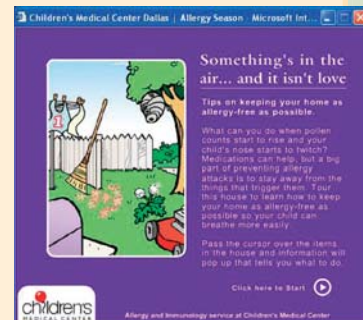 Children's Medical Center Dallas | Allergy Season - Microsoft Int...
Something's in the
air... and it isn't love
Tips on keeping your home as
allergy-free as possible.
What can you do when pollen
counts start to rise and your
child's nose starts to twitch?
Medications can help, but a big
part of preventing allergy
attacks is to stay away from the
things that trigger them. Tour
this house to learn how to keep
your home as allergy-free as
possible so your child can
breathe more easily.
Pass the cursor over the items
in the house and information will
pop up that tells you what to do.
Click here to Start
1
children's
MEDICAL CENTER
Allergy and Immunology service at Children's Medical Center